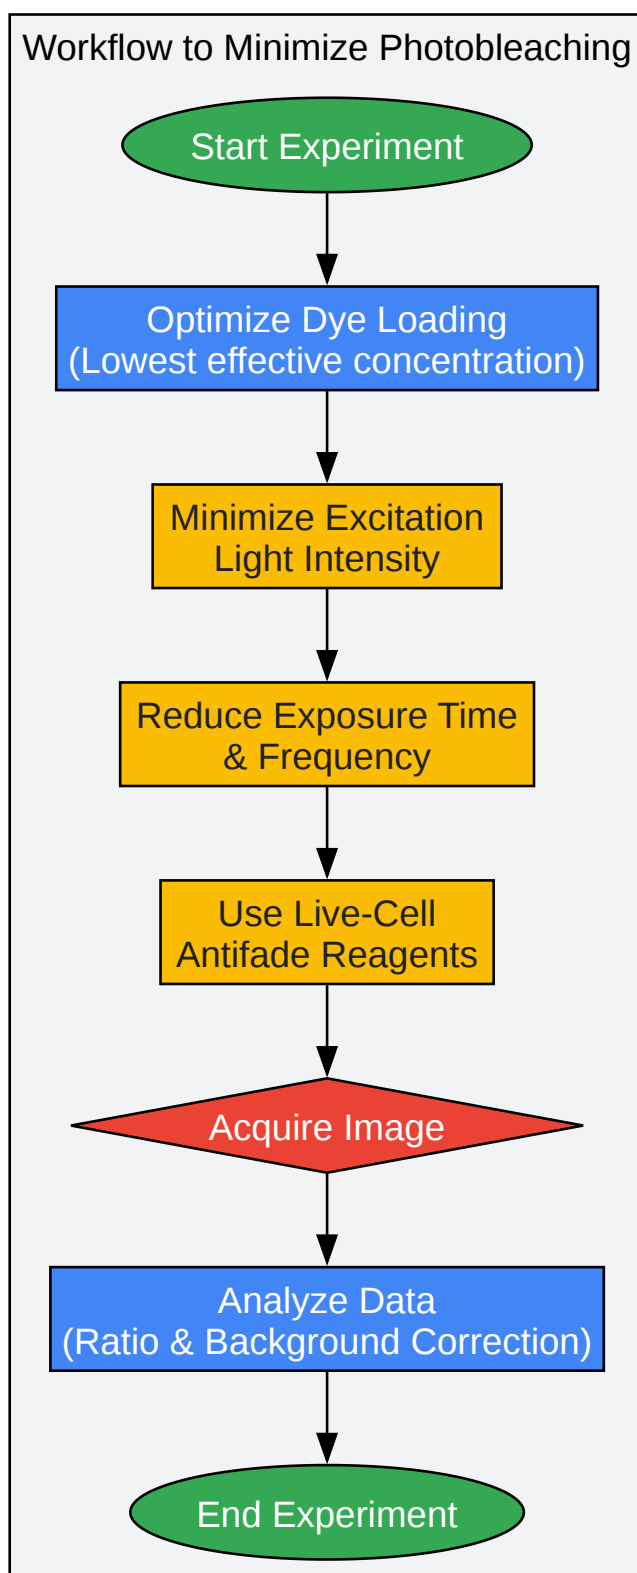 Workflow to Minimize Photobleaching
Start Experiment
Optimize Dye Loading
(Lowest effective concentration)
Minimize Excitation
Light Intensity
Reduce Exposure Time
& Frequency
Use Live-Cell
Antifade Reagents
Acquire Image
Analyze Data
(Ratio & Background Correction)
End Experiment